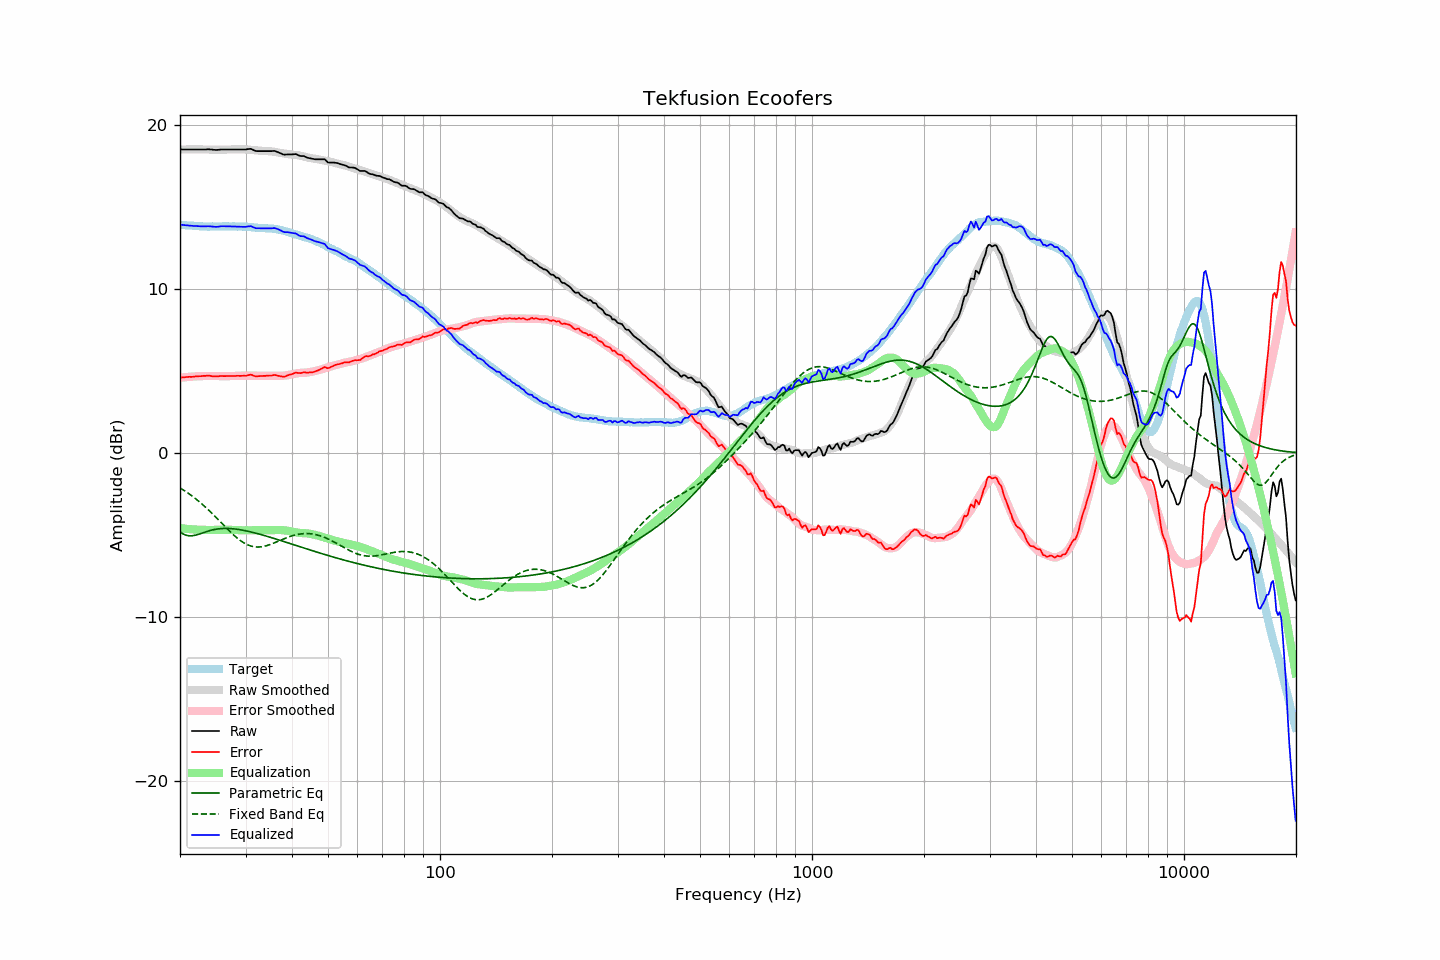 Tekfusion Ecoofers
Amplitude (dBr)
20
10
0
−10
−20
Target
Raw Smoothed
Error Smoothed
Raw
Error
Equalization
Parametric Eq
Fixed Band Eq
Equalized
100 1000 10000
Frequency (Hz)